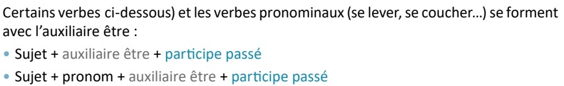 Certains verbes ci-dessous) et les verbes pronominaux (se lever, se coucher...) se forment
avec l'auxiliaire être :
• Sujet + auxiliaire être + participe passé
• Sujet + pronom + auxiliaire être + participe passé